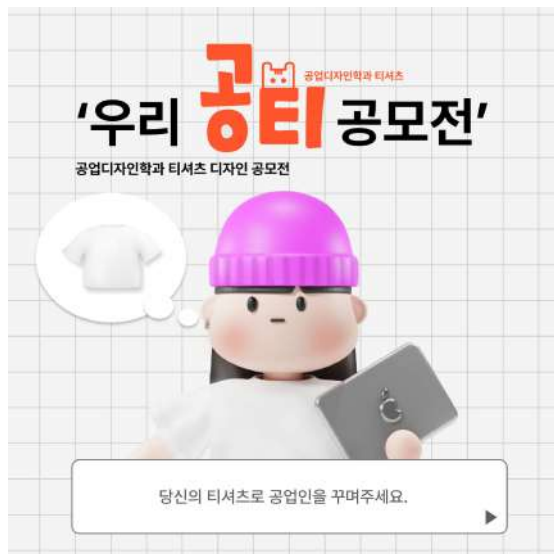 공업디자인학과 티셔츠
‘우리 공티 공모전’
공업디자인학과 티셔츠 디자인 공모전
당신의 티셔츠로 공업인을 꾸며주세요.